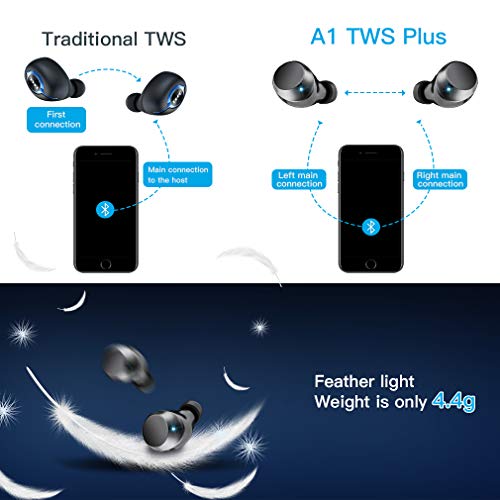 Traditional TWS
A1 TWS Plus
First
connection
Main connection
to the host
Left main
connection
Right main
connection
Feather light
Weight is only 4.4g